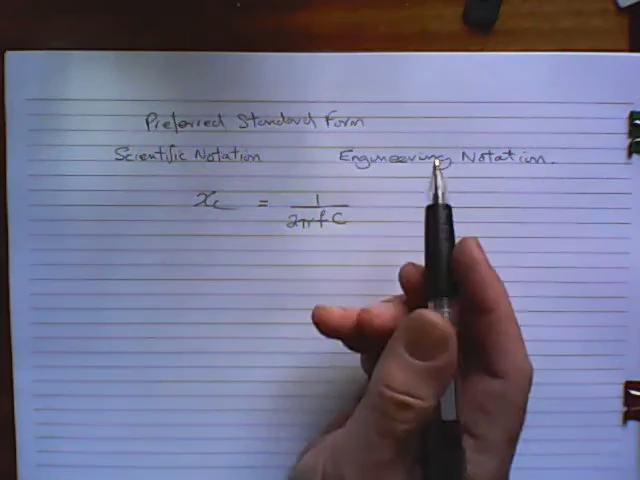 Preferred Standard Form
Scientific Notation Engineering Notation.
Xc = 1/2πfC